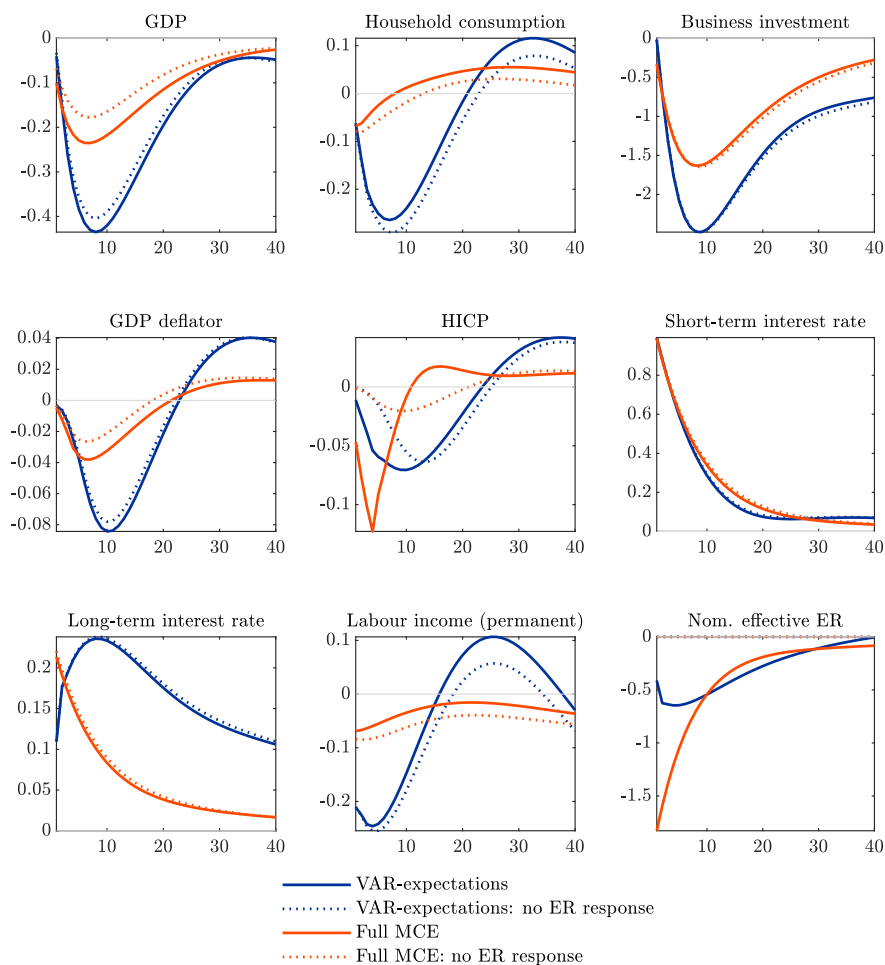 GDP
Household consumption
Business investment
0
-0.1
-0.2
-0.3
-0.4
10 20 30 40
0.1
0
-0.1
-0.2
10 20 30 40
0
-0.5
-1
-1.5
-2
10 20 30 40
GDP deflator
HICP
Short-term interest rate
0.04
0.02
0
-0.02
-0.04
-0.06
-0.08
10 20 30 40
0
-0.05
-0.1
10 20 30 40
0.8
0.6
0.4
0.2
0
10 20 30 40
Long-term interest rate
Labour income (permanent)
Nom. effective ER
0.2
0.15
0.1
0.05
0
10 20 30 40
0.1
0
-0.1
-0.2
10 20 30 40
0
-0.5
-1
-1.5
10 20 30 40
VAR-expectations
VAR-expectations: no ER response
Full MCE
Full MCE: no ER response